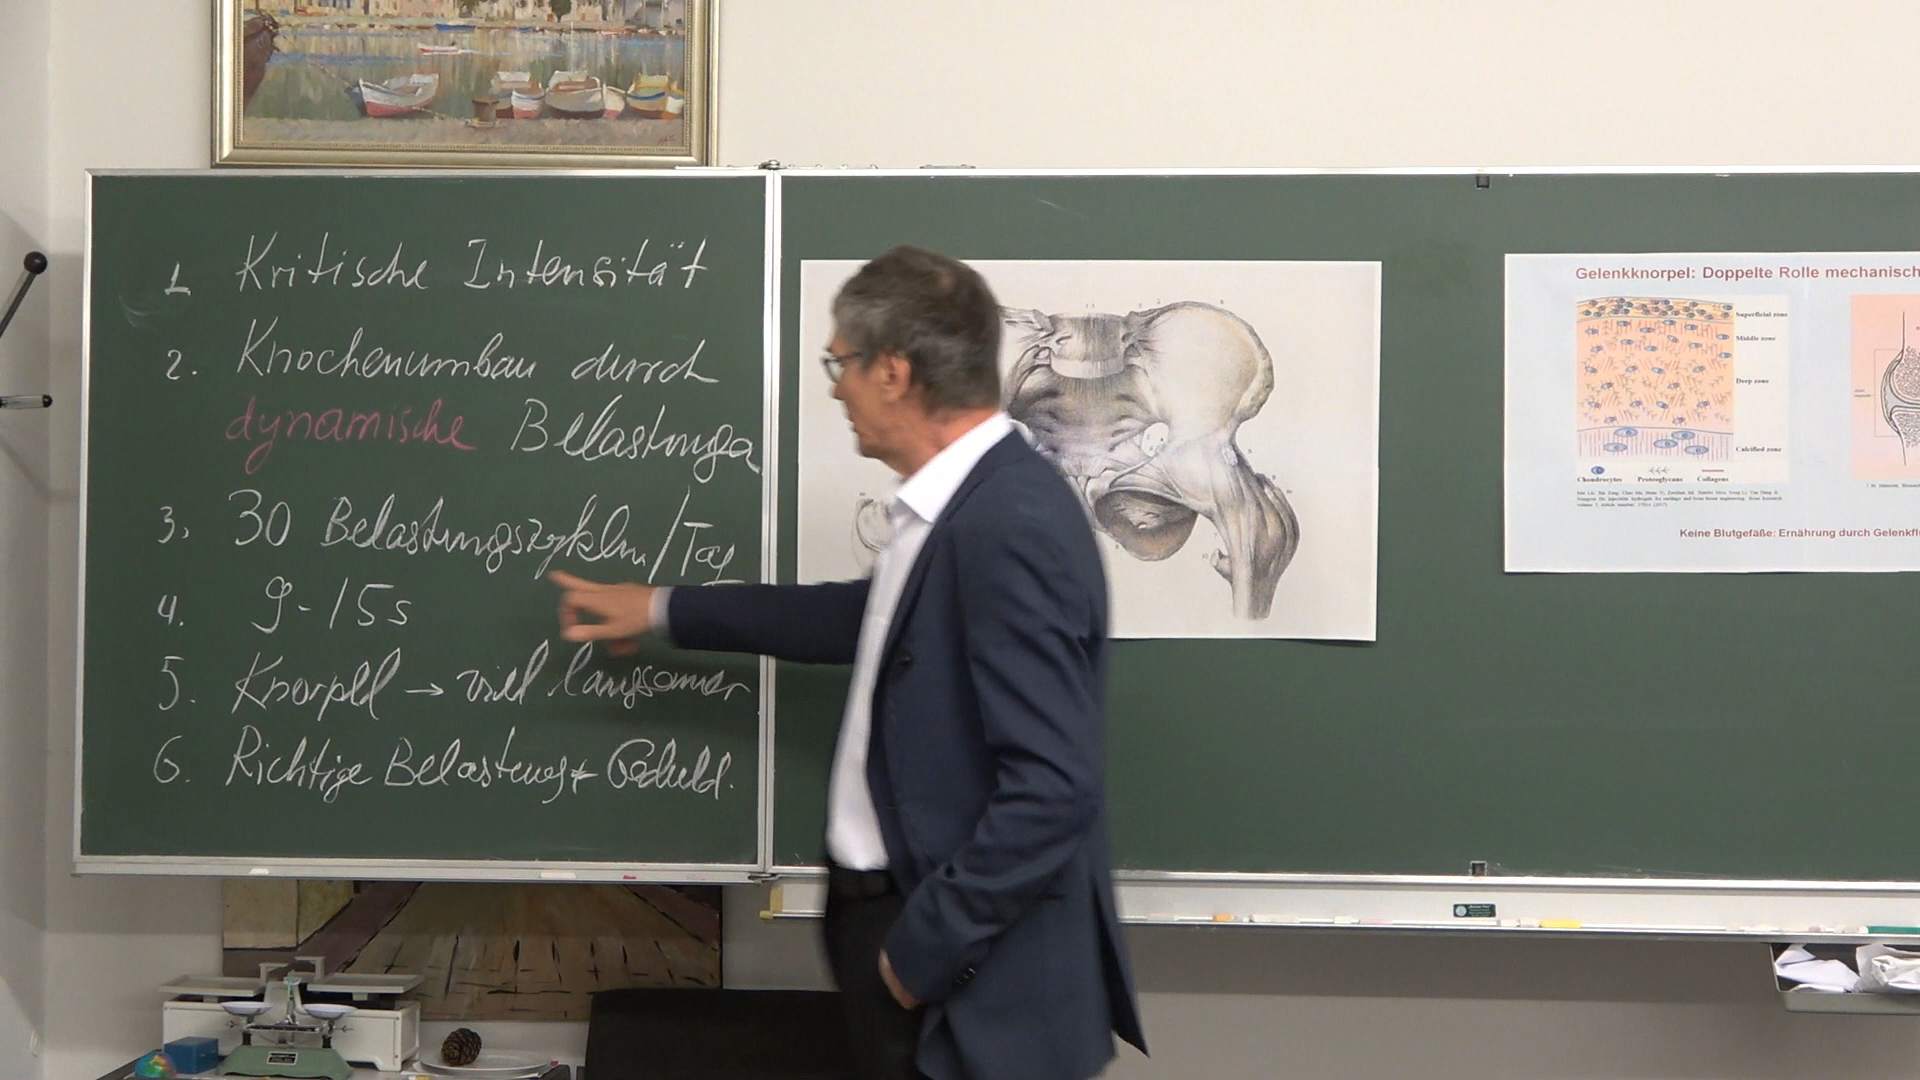 1. Kritische Intensität
2. Knochenumbau durch
dynamische Belastungen
3. 30 Belastungszyklen/Tag
4. 9-15s
5. Knorpel → viel langsamer
6. Richtige Belastung + Geduld.
Gelenkknorpel: Doppelte Rolle mechanisch
Superficial zone
Middle zone
Deep zone
Calcified zone
Chondrocytes Proteoglycans Collagens
Keine Blutgefäße: Ernährung durch Gelenkfl